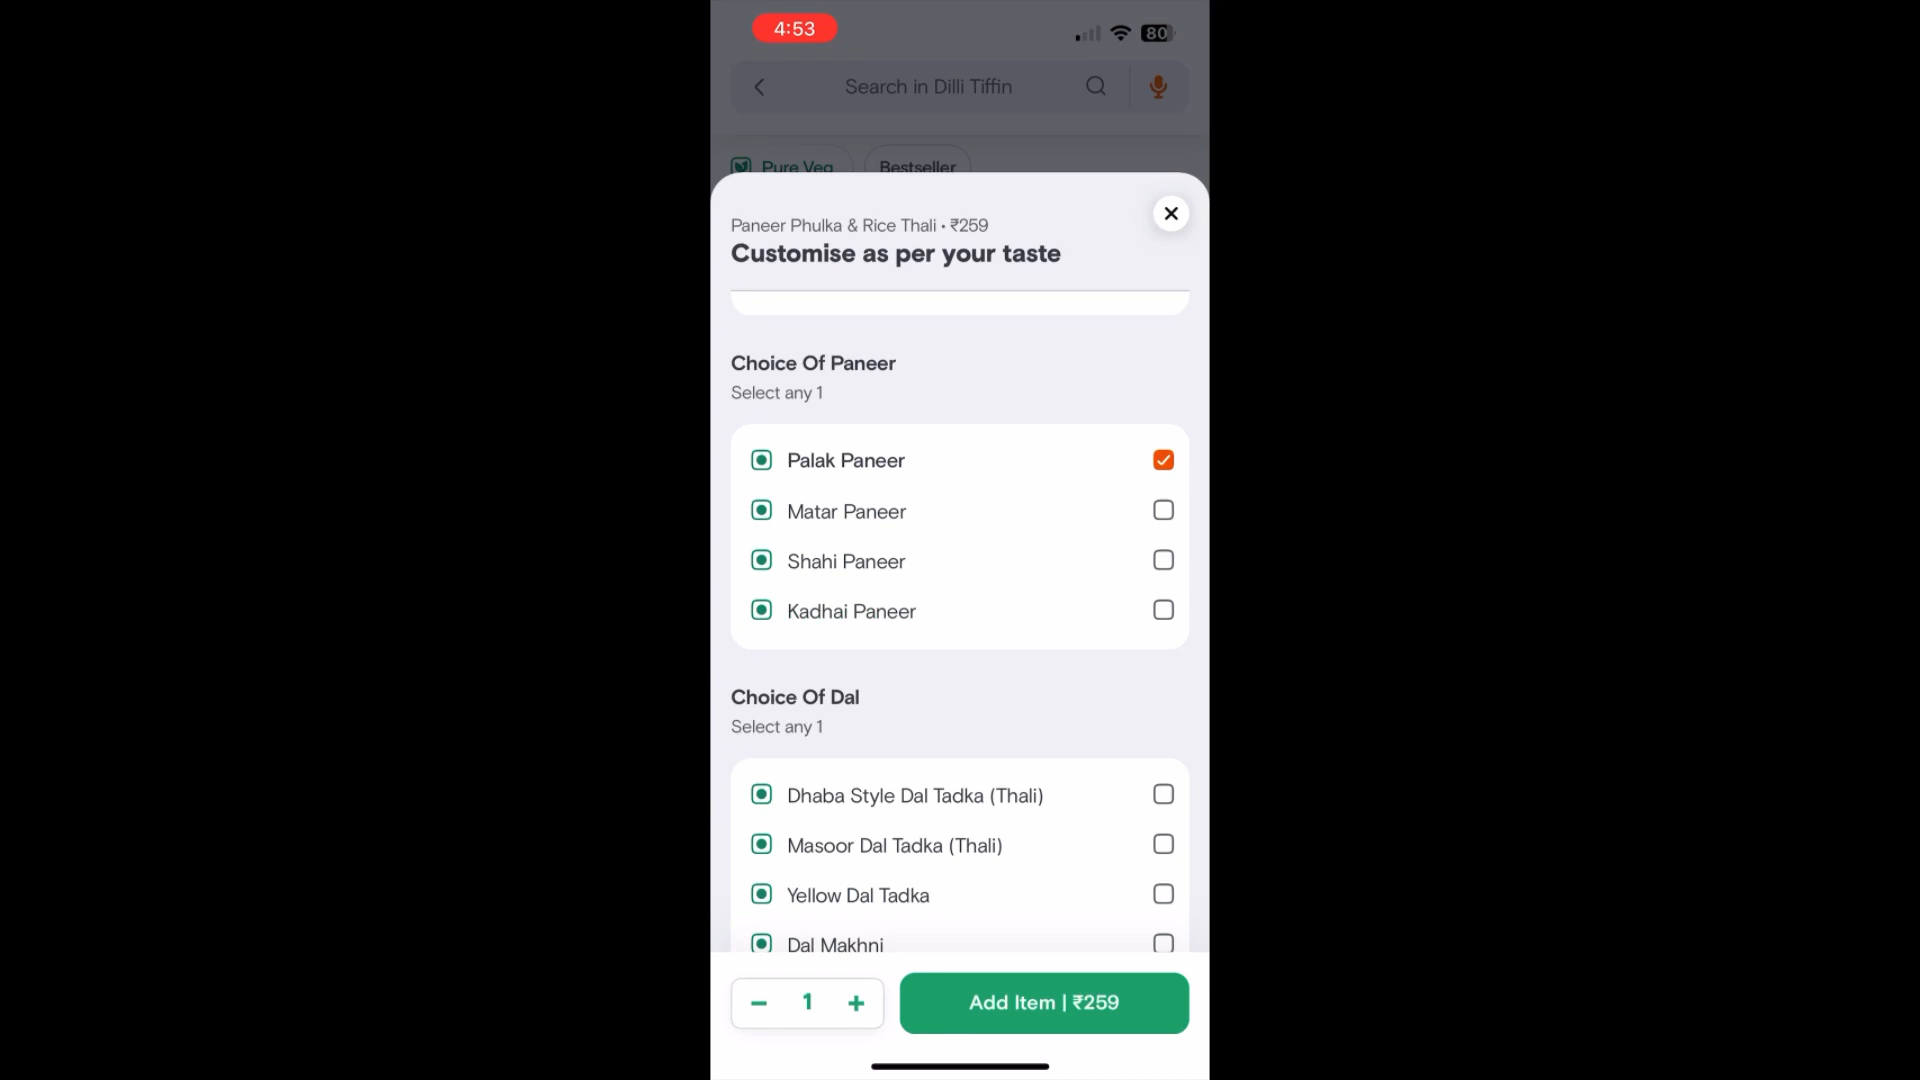 4:53
80
Search in Dilli Tiffin
Pure Veg
Bestseller
Paneer Phulka & Rice Thali • ₹259
Customise as per your taste
Choice Of Paneer
Select any 1
Palak Paneer
Matar Paneer
Shahi Paneer
Kadhai Paneer
Choice Of Dal
Select any 1
Dhaba Style Dal Tadka (Thali)
Masoor Dal Tadka (Thali)
Yellow Dal Tadka
Dal Makhni
1
Add Item | ₹259